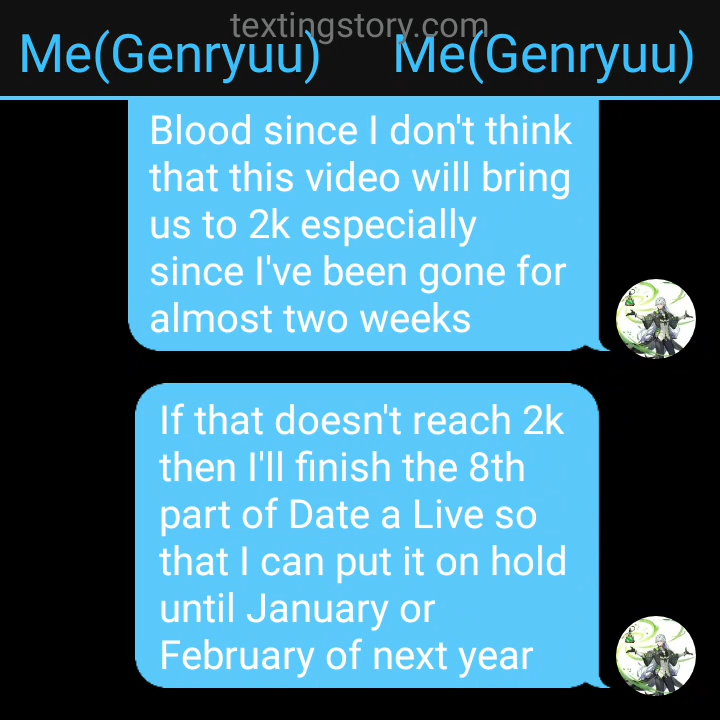 textingstory.com
Me(Genryuu) Me(Genryuu)
Blood since I don't think
that this video will bring
us to 2k especially
since I've been gone for
almost two weeks
If that doesn't reach 2k
then I'll finish the 8th
part of Date a Live so
that I can put it on hold
until January or
February of next year